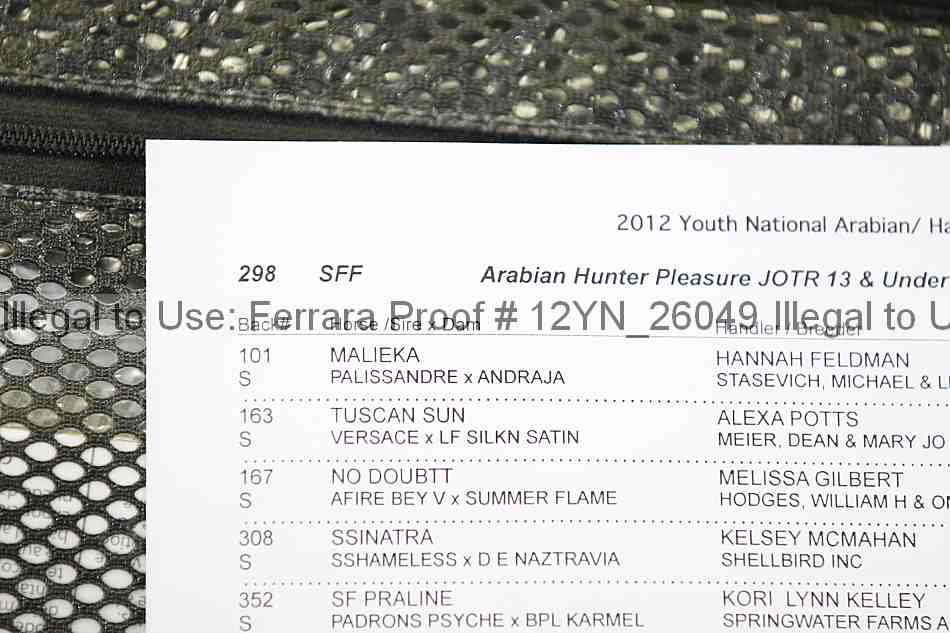 2012 Youth National Arabian/ Ha
298 SFF Arabian Hunter Pleasure JOTR 13 & Under
Illegal to Use: Ferrara Proof # 12YN_26049 Illegal to U
Back# Horse /Sire x Dam Handler / Breeder
101 MALIEKA HANNAH FELDMAN
S PALISSANDRE x ANDRAJA STASEVICH, MICHAEL &
163 TUSCAN SUN ALEXA POTTS
S VERSACE x LF SILKN SATIN MEIER, DEAN & MARY JO
167 NO DOUBTT MELISSA GILBERT
S AFIRE BEY V x SUMMER FLAME HODGES, WILLIAM H &
308 SSINATRA KELSEY MCMAHAN
S SSHAMELESS x D E NAZTRAVIA SHELLBIRD INC
352 SF PRALINE KORI LYNN KELLEY
S PADRONS PSYCHE x BPL KARMEL SPRINGWATER FARMS A